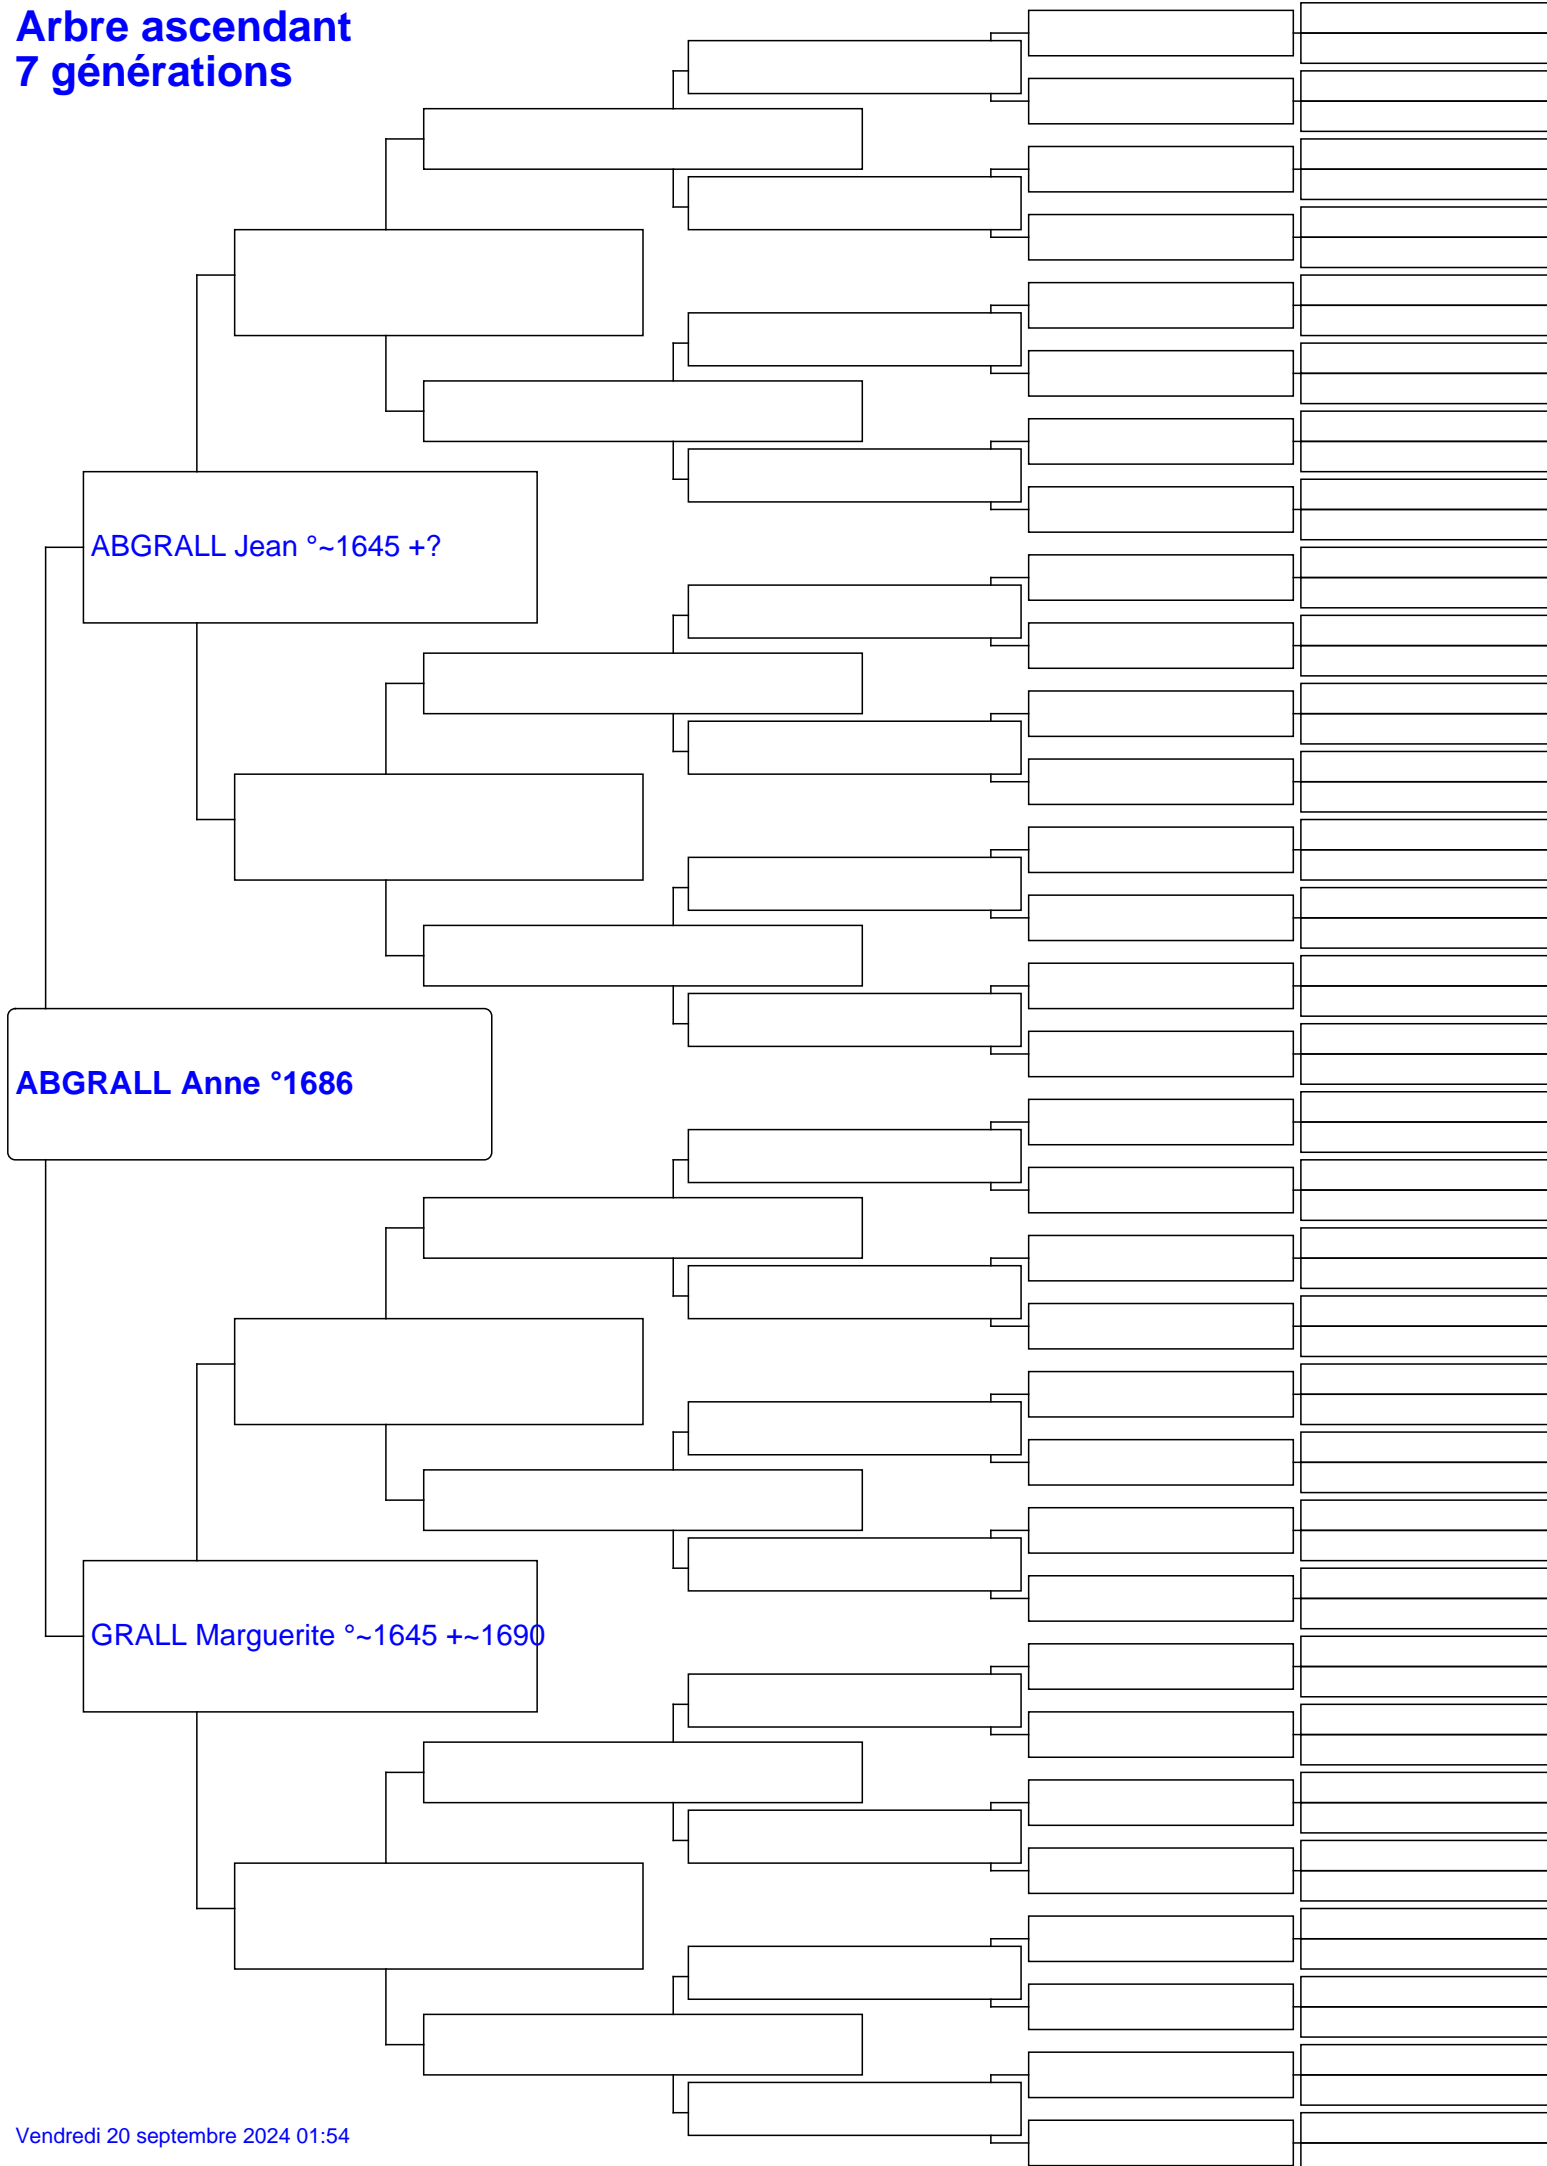 Arbre ascendant
7 générations
ABGRALL Jean °~1645 +?
ABGRALL Anne °1686
GRALL Marguerite °~1645 +~1690
Vendredi 20 septembre 2024 01:54